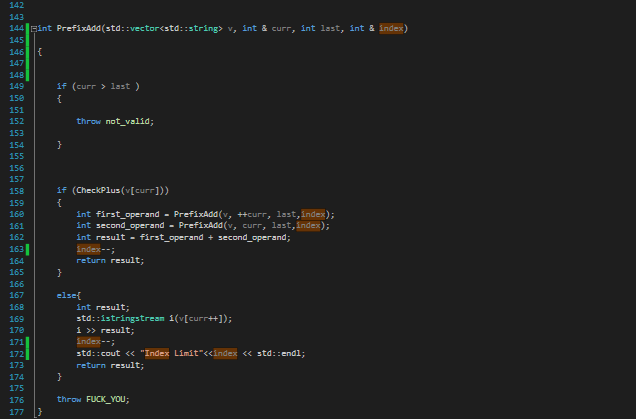 142
143
144 int PrefixAdd(std::vector<std::string> v, int & curr, int last, int & index)
145
146 {
147
148
149 if (curr > last )
150 {
151
152 throw not_valid;
153
154 }
155
156
157
158 if (CheckPlus(v[curr]))
159 {
160 int first_operand = PrefixAdd(v, ++curr, last,index);
161 int second_operand = PrefixAdd(v, curr, last,index);
162 int result = first_operand + second_operand;
163 index--;
164 return result;
165 }
166
167 else{
168 int result;
169 std::istringstream i(v[curr++]);
170 i >> result;
171 index--;
172 std::cout << "Index Limit"<<index << std::endl;
173 return result;
174 }
175
176 throw FUCK_YOU;
177 }